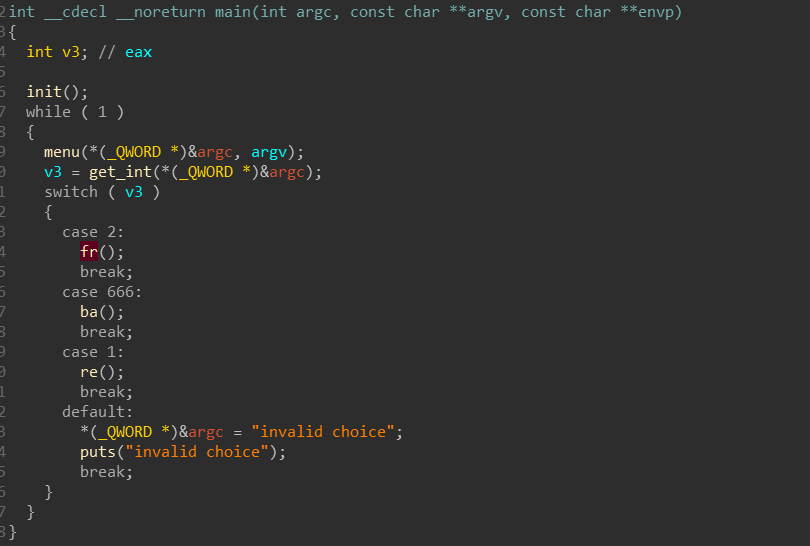 2int __cdecl __noreturn main(int argc, const char **argv, const char **envp)
3{
4  int v3; // eax
5
6  init();
7  while ( 1 )
8  {
9    menu(*(_QWORD *)&argc, argv);
0    v3 = get_int(*(_QWORD *)&argc);
1    switch ( v3 )
2    {
3      case 2:
4        fr();
5        break;
6      case 666:
7        ba();
8        break;
9      case 1:
0        re();
1        break;
2      default:
3        *(_QWORD *)&argc = "invalid choice";
4        puts("invalid choice");
5        break;
6    }
7  }
8}